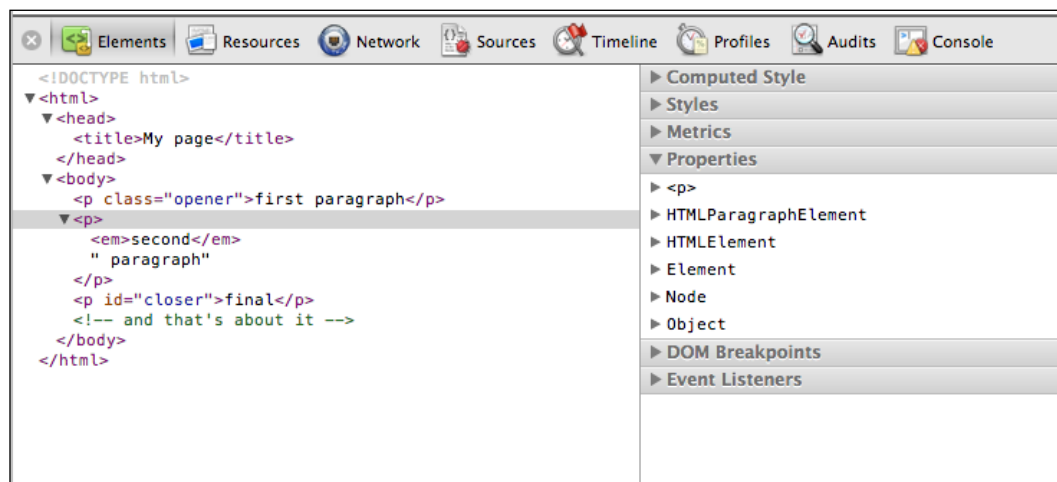 Elements Resources Network Sources Timeline Profiles Audits Console
<!DOCTYPE html>
▼<html>
▼<head>
<title>My page</title>
</head>
▼<body>
<p class="opener">first paragraph</p>
▼<p>
<em>second</em>
" paragraph"
</p>
<p id="closer">final</p>
<!-- and that's about it -->
</body>
</html>
▶Computed Style
▶Styles
▶Metrics
▼Properties
▶<p>
▶HTMLParagraphElement
▶HTMLElement
▶Element
▶Node
▶Object
▶DOM Breakpoints
▶Event Listeners